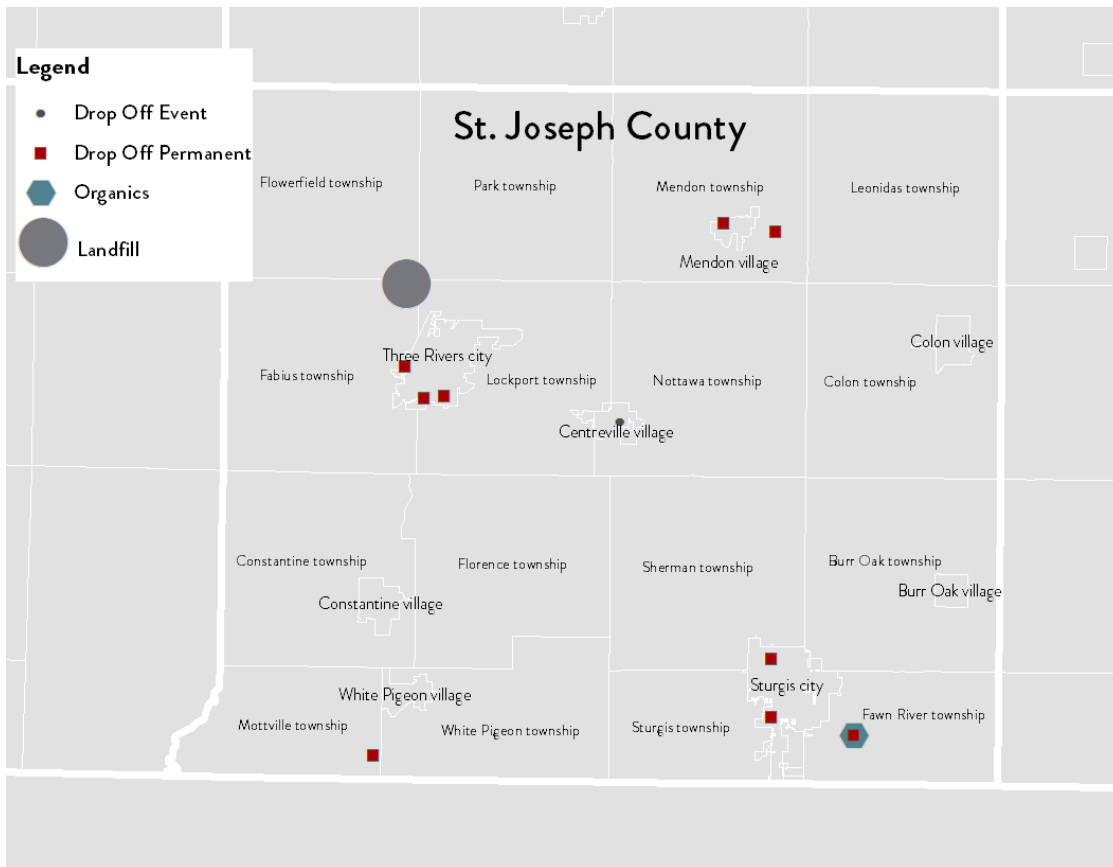 Legend
Drop Off Event
Drop Off Permanent
Organics
Landfill
St. Joseph County
Flowerfield township
Park township
Mendon township
Leonidas township
Mendon village
Colon village
Three Rivers city
Fabius township
Lockport township
Nottawa township
Colon township
Centreville village
Constantine township
Florence township
Sherman township
Burr Oak township
Burr Oak village
Constantine village
White Pigeon village
Sturgis city
Mottville township
White Pigeon township
Sturgis township
Fawn River township